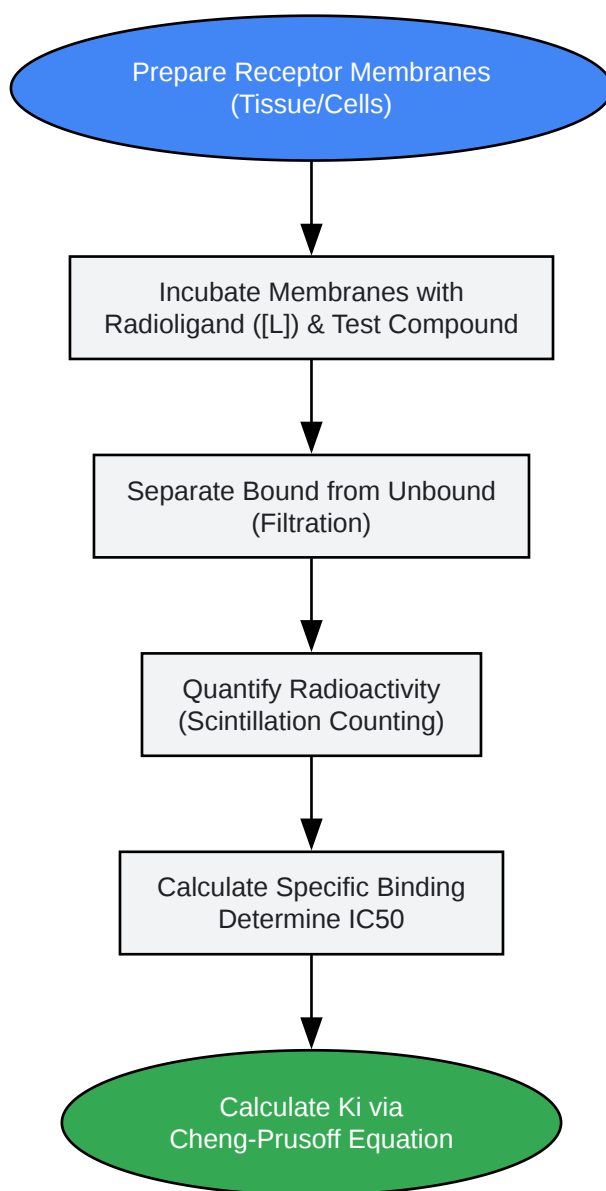 Prepare Receptor Membranes
(Tissue/Cells)
Incubate Membranes with
Radioligand ([L]) & Test Compound
Separate Bound from Unbound
(Filtration)
Quantify Radioactivity
(Scintillation Counting)
Calculate Specific Binding
Determine IC50
Calculate Ki via
Cheng-Prusoff Equation